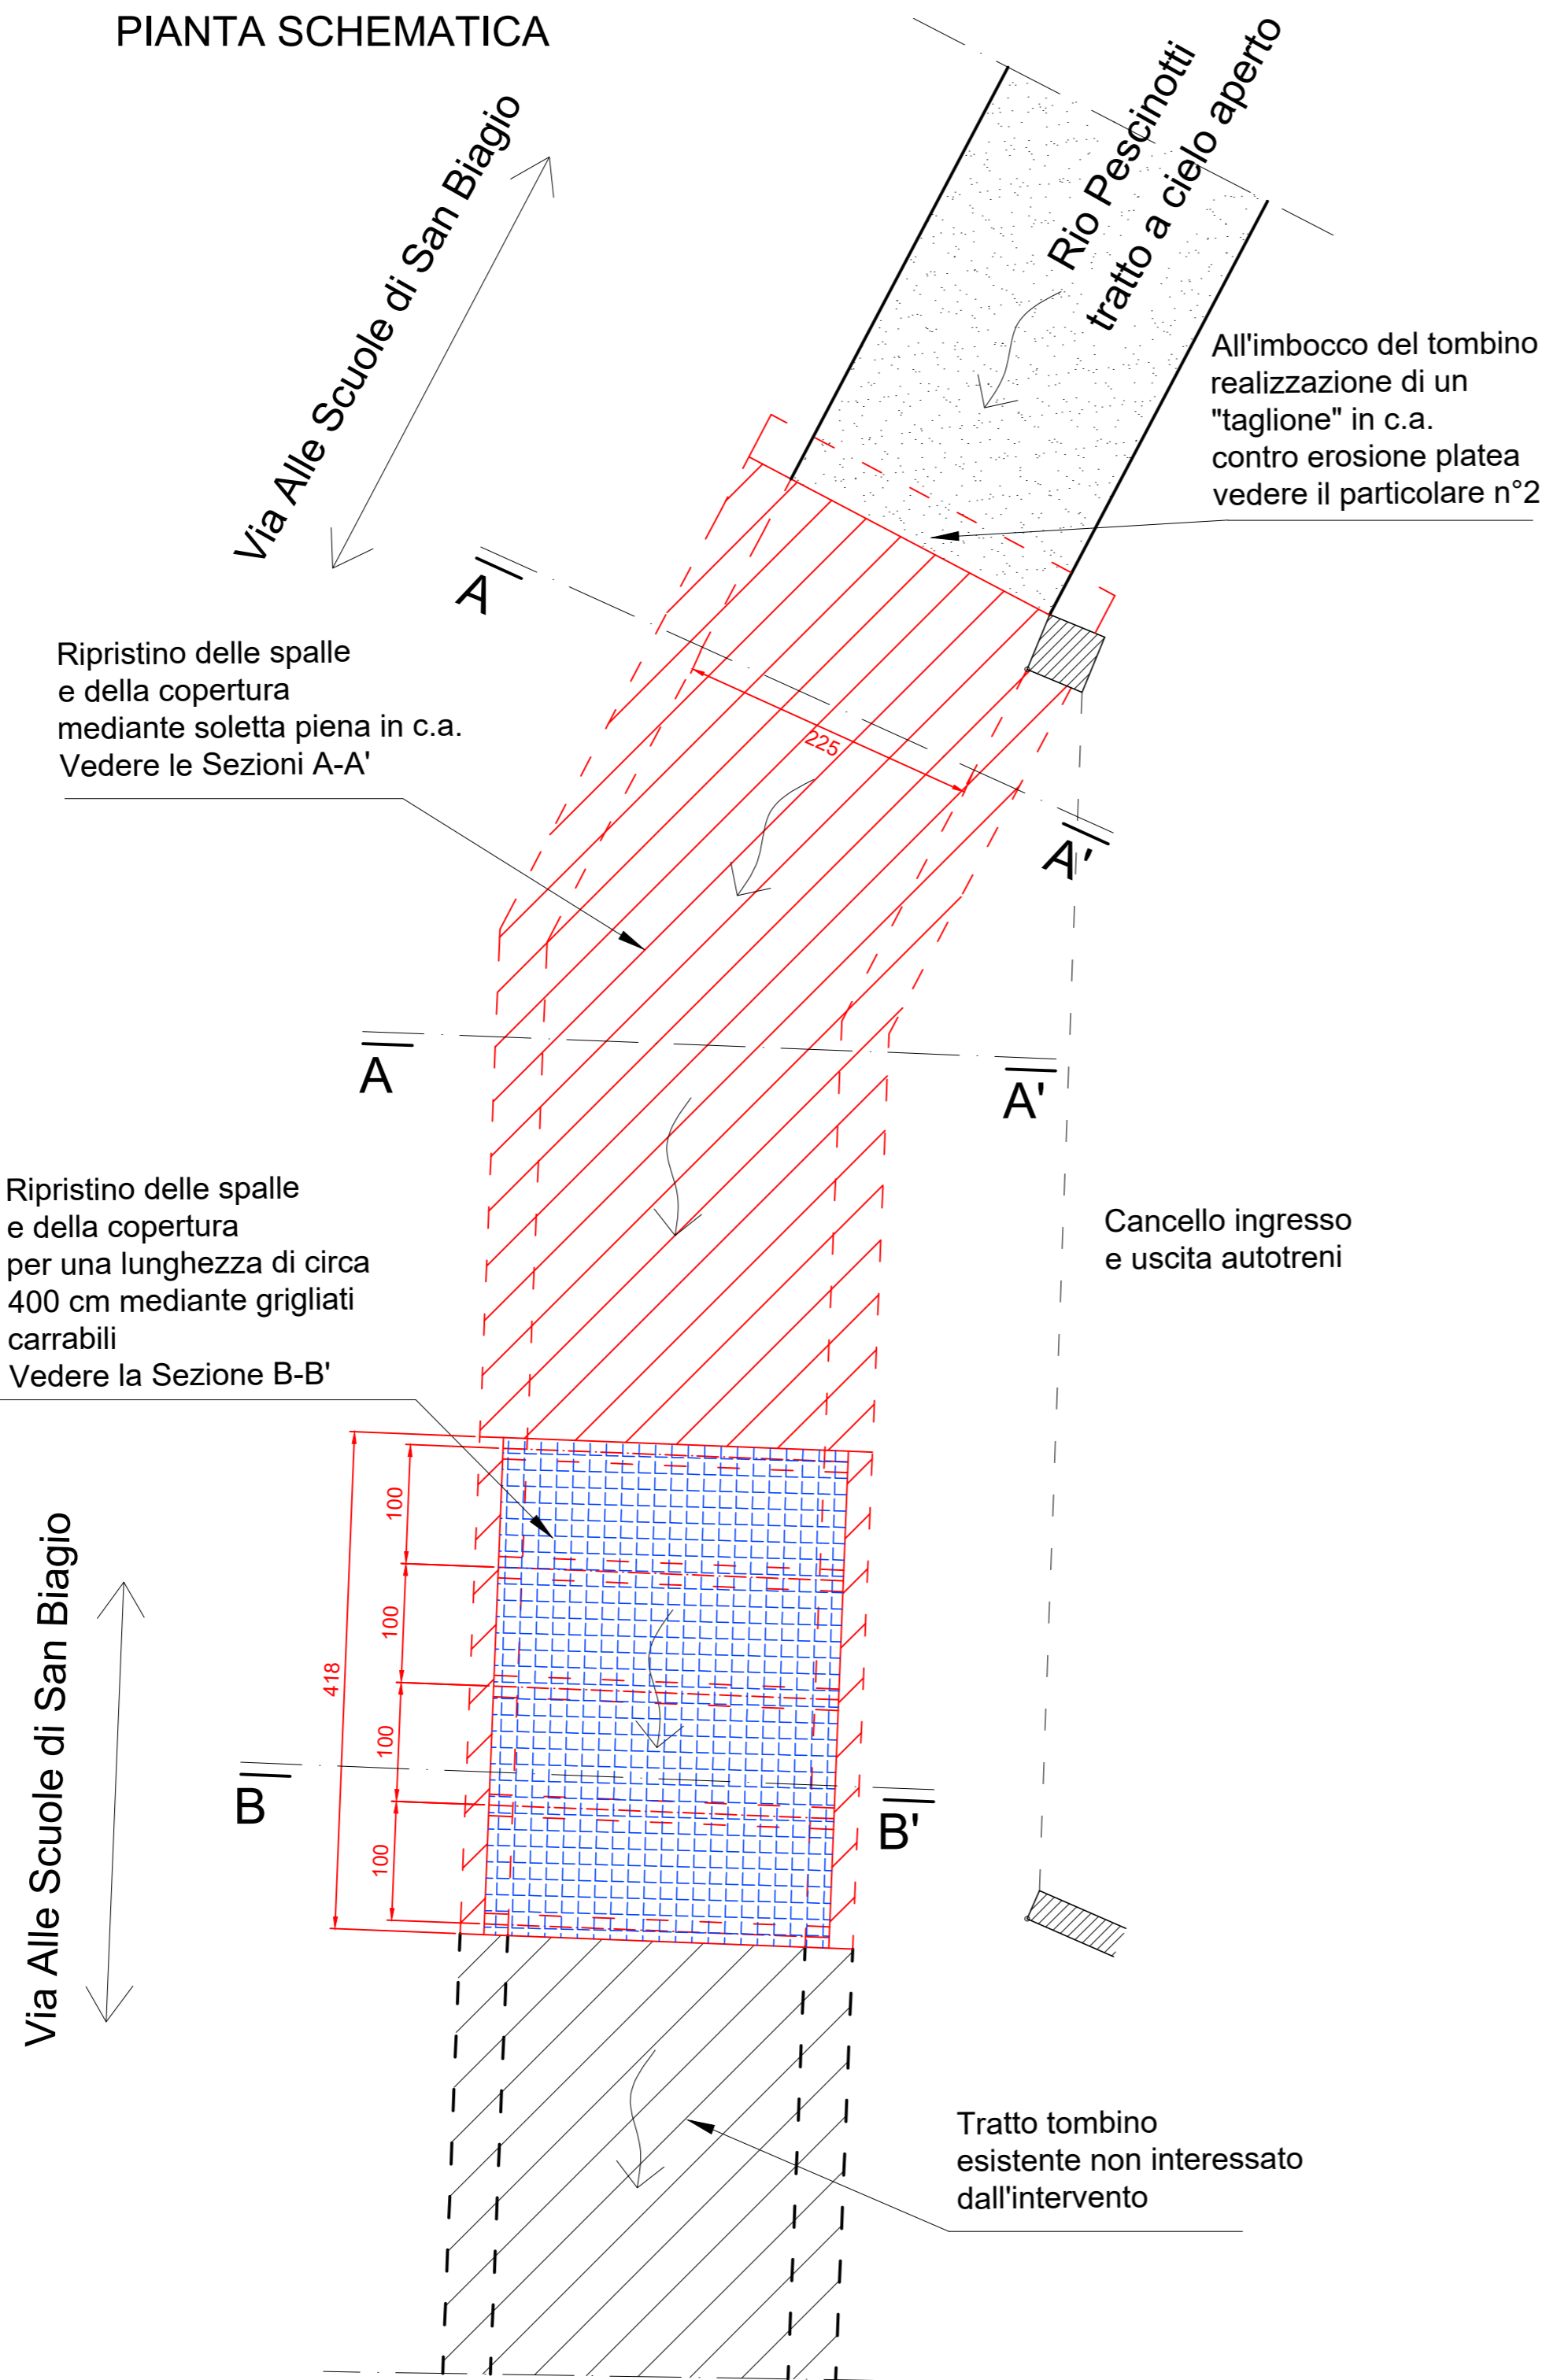 PIANTA SCHEMATICA
Rio Pescinotti
tratto a cielo aperto
Via Alle Scuole di San Biagio
All'imbocco del tombino
realizzazione di un
"taglione" in c.a.
contro erosione platea
vedere il particolare n°2
A
Ripristino delle spalle
e della copertura
mediante soletta piena in c.a.
Vedere le Sezioni A-A'
225
A'
A
A'
Ripristino delle spalle
e della copertura
per una lunghezza di circa
400 cm mediante grigliati
carrabili
Vedere la Sezione B-B'
Cancello ingresso
e uscita autotreni
Via Alle Scuole di San Biagio
418
100
100
100
100
B
B'
Tratto tombino
esistente non interessato
dall'intervento